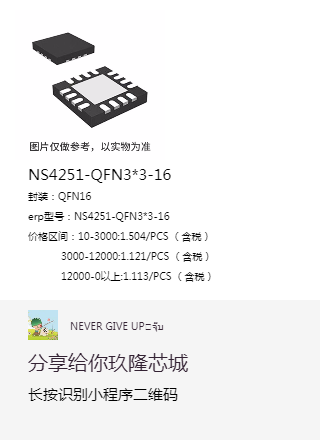 图片仅做参考，以实物为准
NS4251-QFN3*3-16
封装：QFN16
erp型号：NS4251-QFN3*3-16
价格区间：10-3000:1.504/PCS（含税）
3000-12000:1.121/PCS（含税）
12000-0以上:1.113/PCS（含税）
NEVER GIVE UP
分享给你玖隆芯城
长按识别小程序二维码